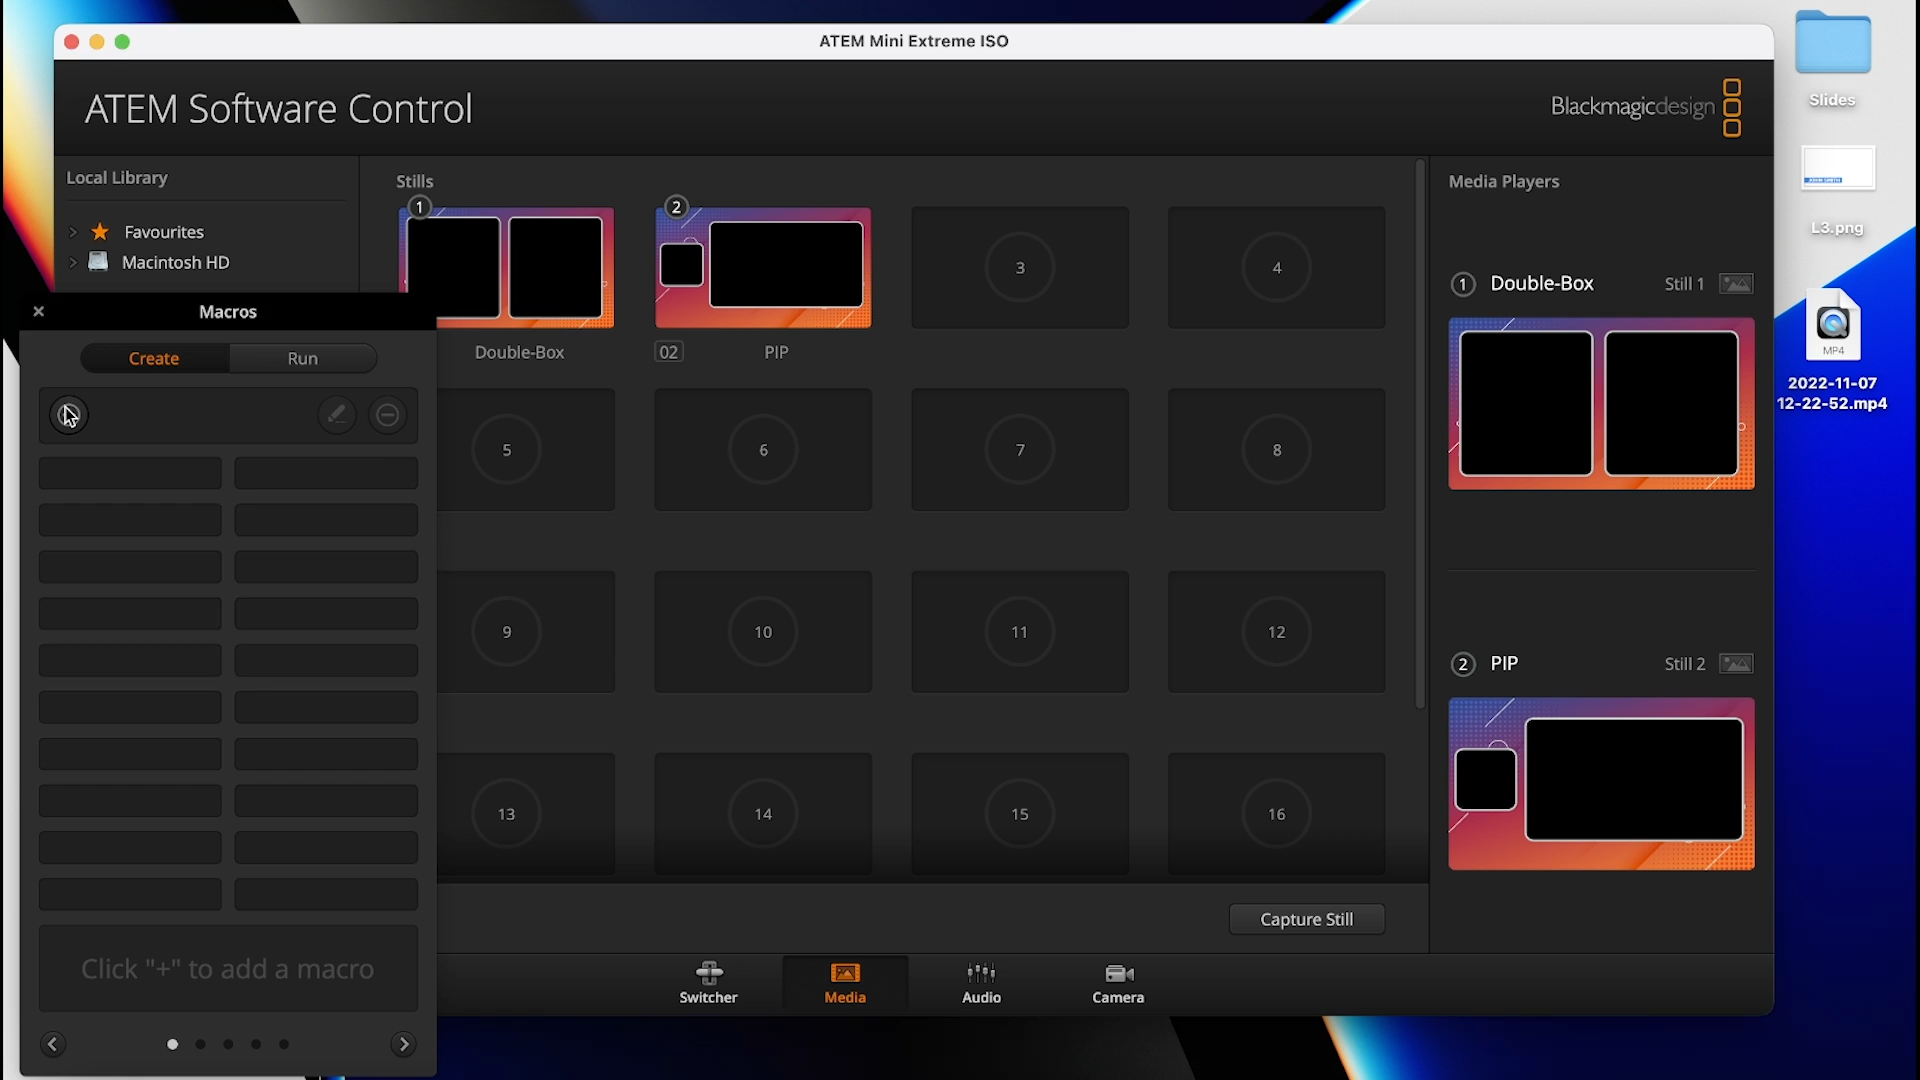 ATEM Mini Extreme ISO
ATEM Software Control
Blackmagicdesign
Slides
L3.png
MP4
2022-11-07
12-22-52.mp4
Local Library
Favourites
Macintosh HD
Stills
1
2
3
4
Double-Box
02
PIP
5
6
7
8
9
10
11
12
13
14
15
16
Capture Still
Media Players
1 Double-Box Still 1
2 PIP Still 2
Macros
Create
Run
Click "+" to add a macro
Switcher
Media
Audio
Camera